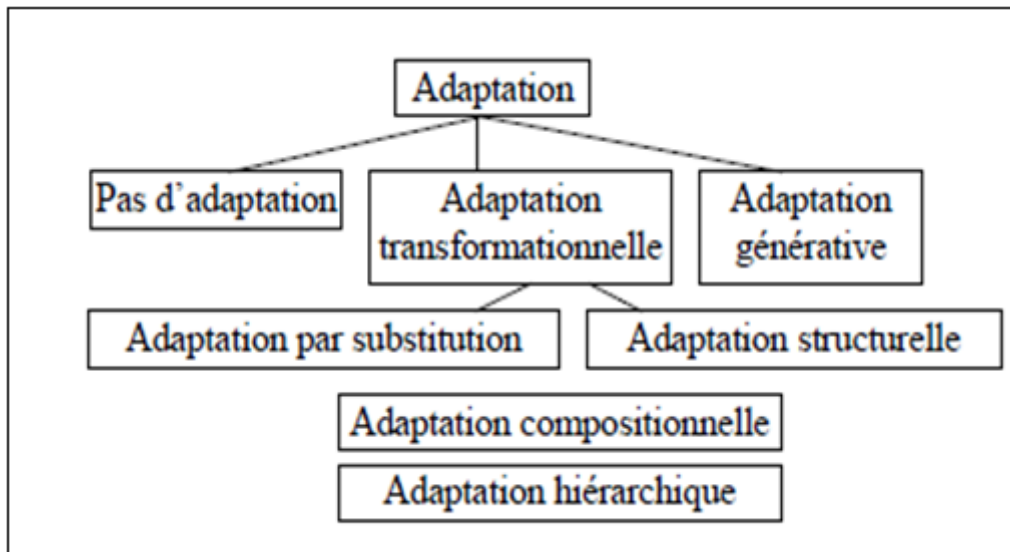 Adaptation
Pas d'adaptation
Adaptation
transformationnelle
Adaptation
générative
Adaptation par substitution
Adaptation structurelle
Adaptation compositionnelle
Adaptation hiérarchique